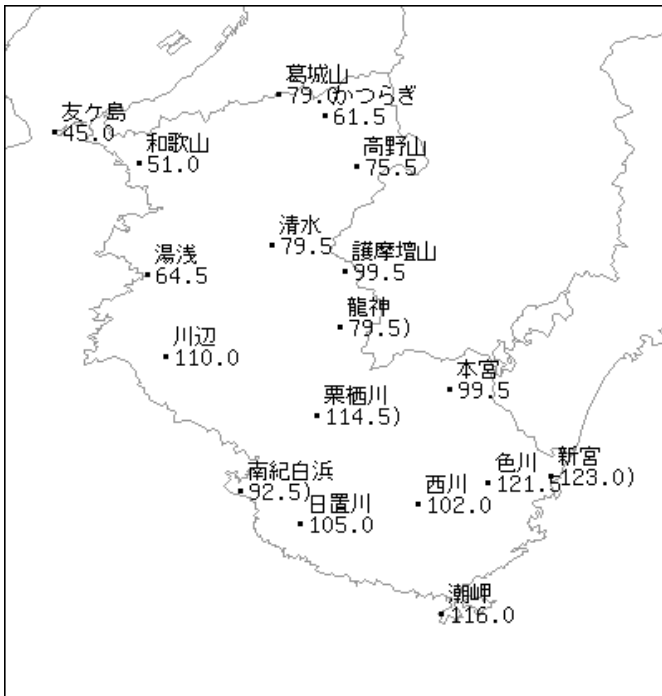 葛城山
79.0
かつらぎ
61.5
友ケ島
45.0
和歌山
51.0
高野山
75.5
清水
79.5
護摩壇山
99.5
湯浅
64.5
龍神
79.5)
川辺
110.0
本宮
99.5
栗栖川
114.5)
新宮
123.0)
色川
121.5
南紀白浜
92.5)
西川
102.0
日置川
105.0
潮岬
116.0